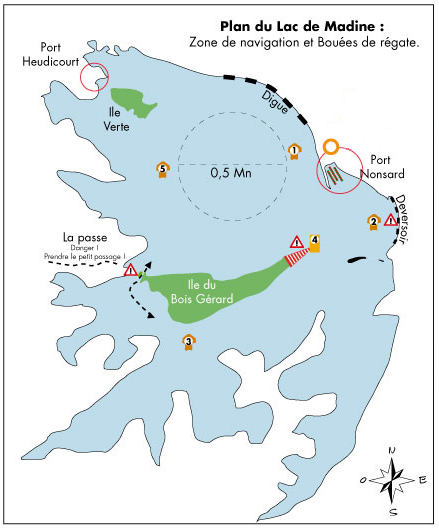 Plan du Lac de Madine :
Zone de navigation et Bouées de régate.
Port
Heudicourt
Digue
Ile
Verte
1
Port
Nonsard
5
0,5 Mn
2
!
Deversoir
La passe
Danger !
Prendre le petit passage !
!
!
4
Ile du
Bois Gérard
3
N
O
E
S